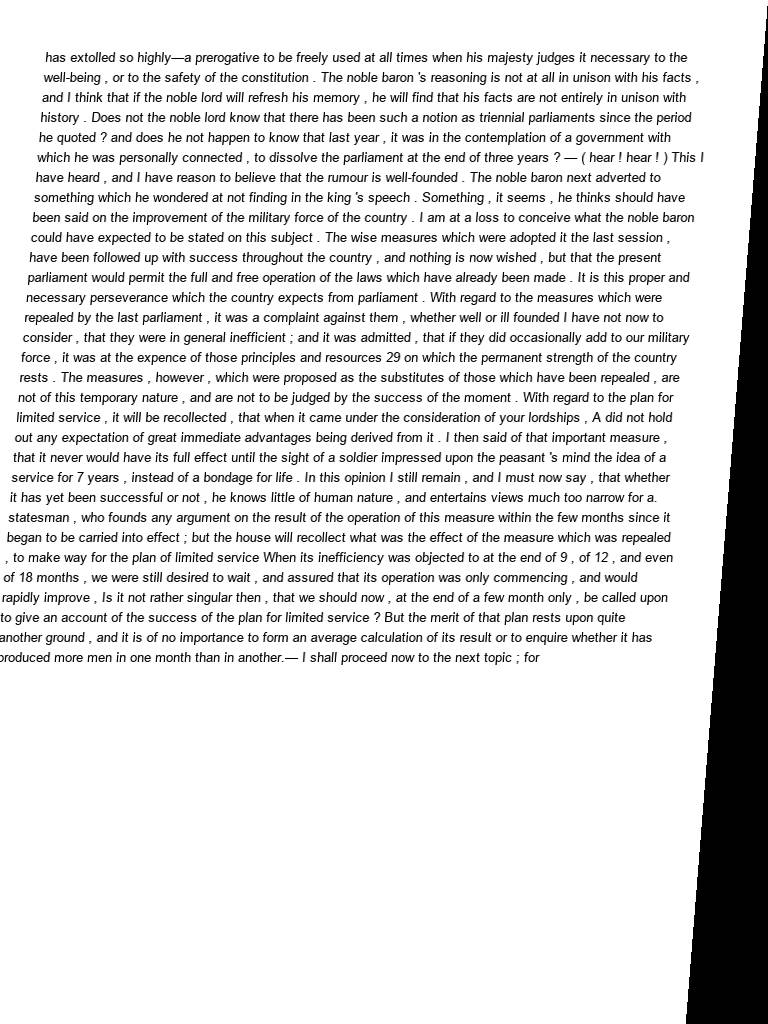 has extolled so highly—a prerogative to be freely used at all times when his majesty judges it necessary to the
well-being , or to the safety of the constitution . The noble baron 's reasoning is not at all in unison with his facts ,
and I think that if the noble lord will refresh his memory , he will find that his facts are not entirely in unison with
history . Does not the noble lord know that there has been such a notion as triennial parliaments since the period
he quoted ? and does he not happen to know that last year , it was in the contemplation of a government with
which he was personally connected , to dissolve the parliament at the end of three years ? — ( hear ! hear ! ) This I
have heard , and I have reason to believe that the rumour is well-founded . The noble baron next adverted to
something which he wondered at not finding in the king 's speech . Something , it seems , he thinks should have
been said on the improvement of the military force of the country . I am at a loss to conceive what the noble baron
could have expected to be stated on this subject . The wise measures which were adopted it the last session ,
have been followed up with success throughout the country , and nothing is now wished , but that the present
parliament would permit the full and free operation of the laws which have already been made . It is this proper and
necessary perseverance which the country expects from parliament . With regard to the measures which were
repealed by the last parliament , it was a complaint against them , whether well or ill founded I have not now to
consider , that they were in general inefficient ; and it was admitted , that if they did occasionally add to our military
force , it was at the expence of those principles and resources 29 on which the permanent strength of the country
rests . The measures , however , which were proposed as the substitutes of those which have been repealed , are
not of this temporary nature , and are not to be judged by the success of the moment . With regard to the plan for
limited service , it will be recollected , that when it came under the consideration of your lordships , A did not hold
out any expectation of great immediate advantages being derived from it . I then said of that important measure ,
that it never would have its full effect until the sight of a soldier impressed upon the peasant 's mind the idea of a
service for 7 years , instead of a bondage for life . In this opinion I still remain , and I must now say , that whether
it has yet been successful or not , he knows little of human nature , and entertains views much too narrow for a.
statesman , who founds any argument on the result of the operation of this measure within the few months since it
began to be carried into effect ; but the house will recollect what was the effect of the measure which was repealed
, to make way for the plan of limited service When its inefficiency was objected to at the end of 9 , of 12 , and even
of 18 months , we were still desired to wait , and assured that its operation was only commencing , and would
rapidly improve , Is it not rather singular then , that we should now , at the end of a few month only , be called upon
to give an account of the success of the plan for limited service ? But the merit of that plan rests upon quite
another ground , and it is of no importance to form an average calculation of its result or to enquire whether it has
produced more men in one month than in another.— I shall proceed now to the next topic ; for